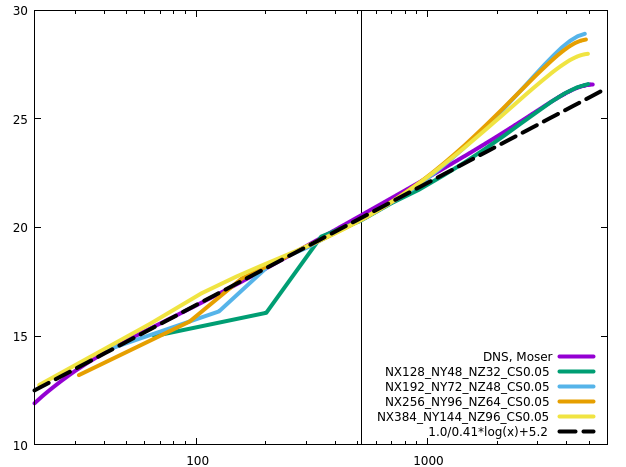 30
25
20
15
10
DNS, Moser
NX128_NY48_NZ32_CS0.05
NX192_NY72_NZ48_CS0.05
NX256_NY96_NZ64_CS0.05
NX384_NY144_NZ96_CS0.05
1.0/0.41*log(x)+5.2
100
1000